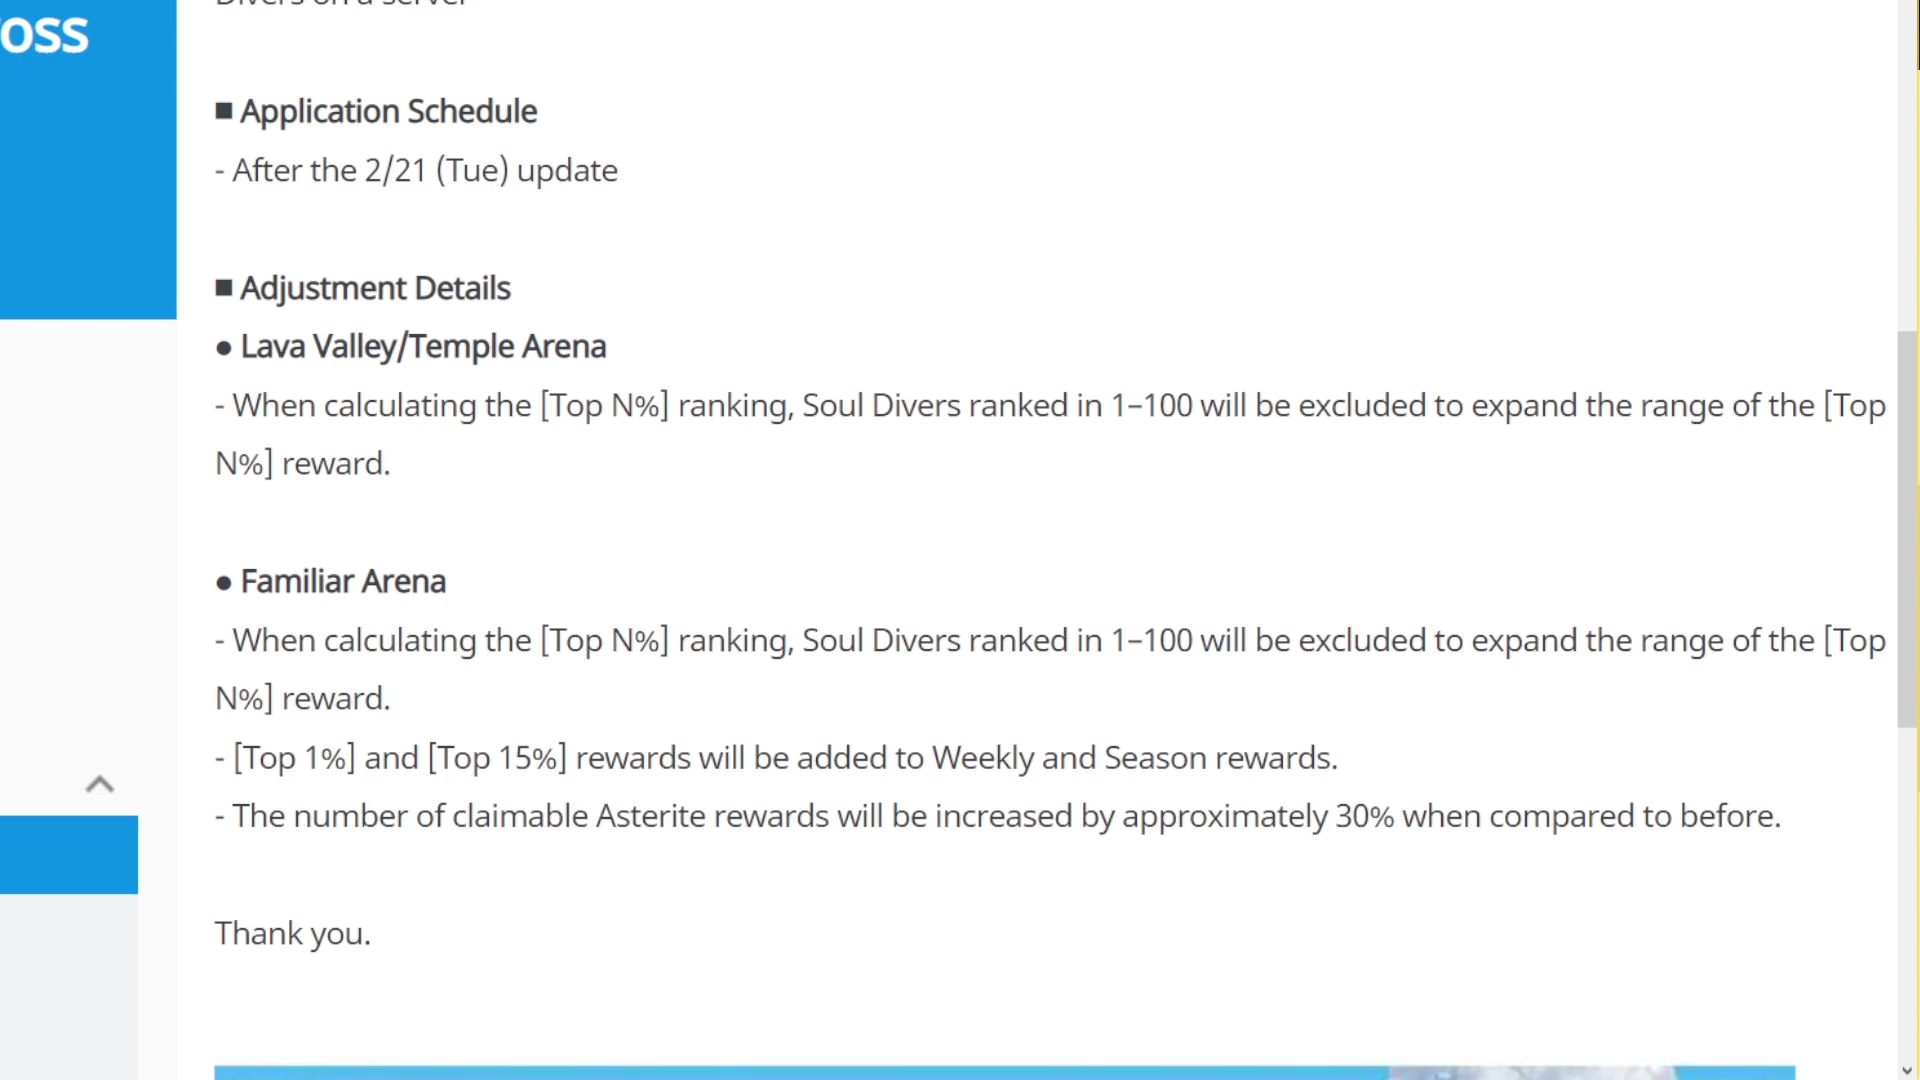 oss
Divers on a server
■ Application Schedule
- After the 2/21 (Tue) update
■ Adjustment Details
● Lava Valley/Temple Arena
- When calculating the [Top N%] ranking, Soul Divers ranked in 1–100 will be excluded to expand the range of the [Top
N%] reward.
● Familiar Arena
- When calculating the [Top N%] ranking, Soul Divers ranked in 1–100 will be excluded to expand the range of the [Top
N%] reward.
- [Top 1%] and [Top 15%] rewards will be added to Weekly and Season rewards.
- The number of claimable Asterite rewards will be increased by approximately 30% when compared to before.
Thank you.